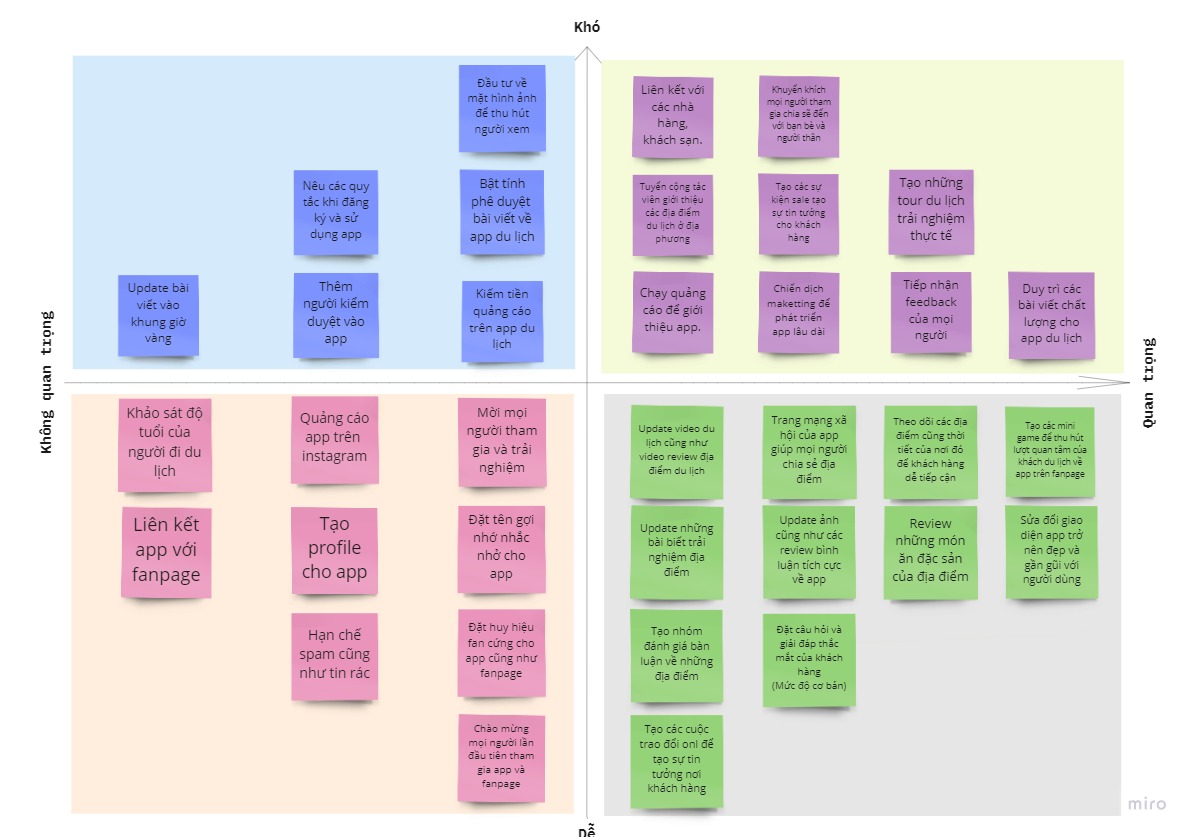 Khó
Đầu tư về
mặt hình ảnh
để thu hút
người xem
Nêu các quy
tắc khi đăng
ký và sử
dụng app
Bật tính
phê duyệt
bài viết về
app du lịch
Update bài
viết vào
khung giờ
vàng
Thêm
người kiểm
duyệt vào
app
Kiếm tiền
quảng cáo
trên app du
lịch
Liên kết với
các nhà
hàng,
khách sạn.
Khuyến khích
mọi người tham
gia chia sẽ đến
với bạn bè và
người thân
Tuyển cộng tác
viên giới thiệu
các địa điểm
du lịch ở địa
phương
Tạo các sự
kiện sale tạo
sự tin tưởng
cho khách
hàng
Tạo những
tour du lịch
trải nghiệm
thực tế
Chạy quảng
cáo để giới
thiệu app.
Chiến dịch
maketting để
phát triển
app lâu dài
Tiếp nhận
feedback
của mọi
người
Duy trì các
bài viết chất
lượng cho
app du lịch
Không quan trọng
Quan trọng
Khảo sát độ
tuổi của
người đi du
lịch
Quảng cáo
app trên
instagram
Mời mọi
người tham
gia và trải
nghiệm
Liên kết
app với
fanpage
Tạo
profile
cho app
Đặt tên gợi
nhớ nhắc
nhở cho
app
Hạn chế
spam cũng
như tin rác
Đặt huy hiệu
fan cứng cho
app cũng như
fanpage
Chào mừng
mọi người lần
đầu tiên tham
gia app và
fanpage
Update video du
lịch cũng như
video review địa
điểm du lịch
Trang mạng xã
hội của app
giúp mọi người
chia sẻ địa
điểm
Theo dõi các địa
điểm cũng thời
tiết của nơi đó
để khách hàng
dễ tiếp cận
Tạo các mini
game để thu hút
lượt quan tâm của
khách du lịch về
app trên fanpage
Update những
bài biết trải
nghiệm địa
điểm
Update ảnh
cũng như các
review bình
luận tích cực
về app
Review
những món
ăn đặc sản
của địa điểm
Sửa đổi giao
diện app trở
nên đẹp và
gần gũi với
người dùng
Tạo nhóm
đánh giá bàn
luận về những
địa điểm
Đặt câu hỏi và
giải đáp thắc
mắt của khách
hàng
(Mức độ cơ bản)
Tạo các cuộc
trao đổi onl để
tạo sự tin
tưởng nơi
khách hàng
Dễ
miro